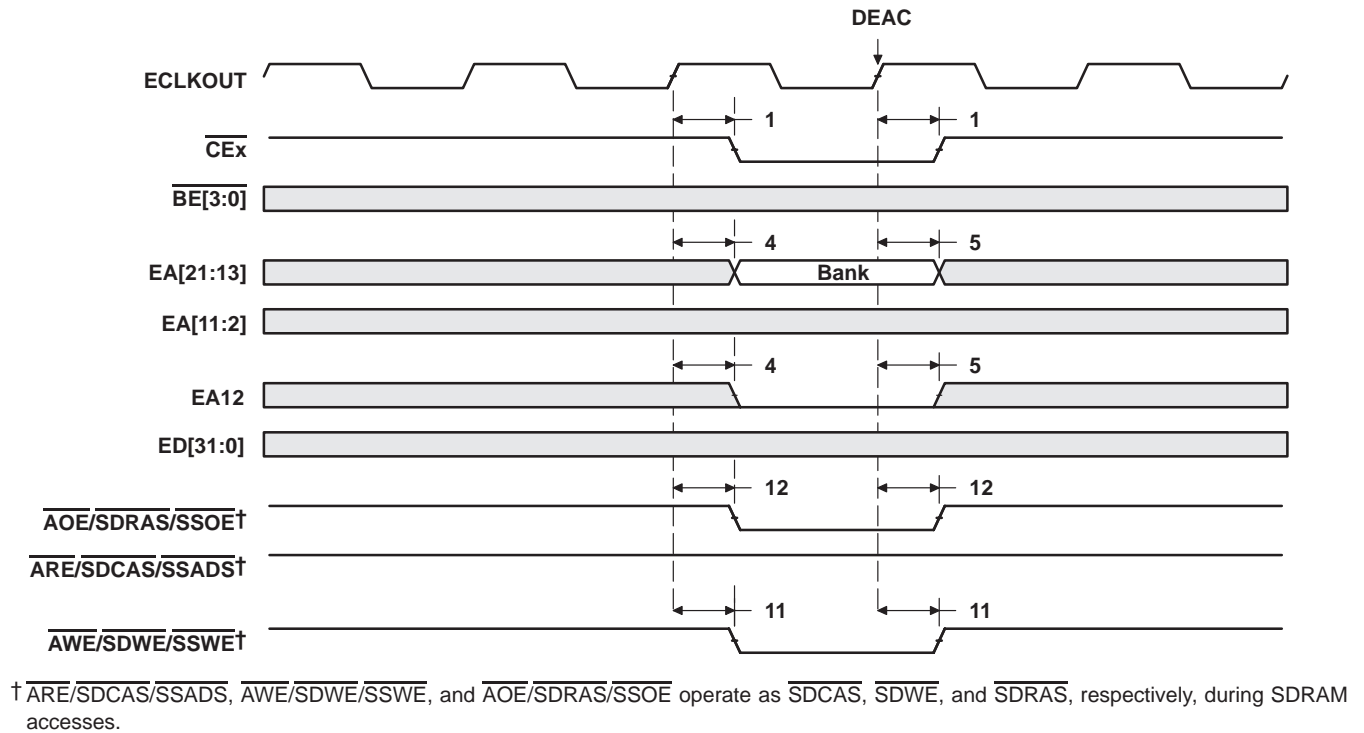 DEAC
ECLKOUT
1 1
CEx
BE[3:0]
4 5
EA[21:13] Bank
EA[11:2]
4 5
EA12
ED[31:0]
12 12
AOE/SDRAS/SSOE†
ARE/SDCAS/SSADS†
11 11
AWE/SDWE/SSWE†
† ARE/SDCAS/SSADS, AWE/SDWE/SSWE, and AOE/SDRAS/SSOE operate as SDCAS, SDWE, and SDRAS, respectively, during SDRAM
accesses.